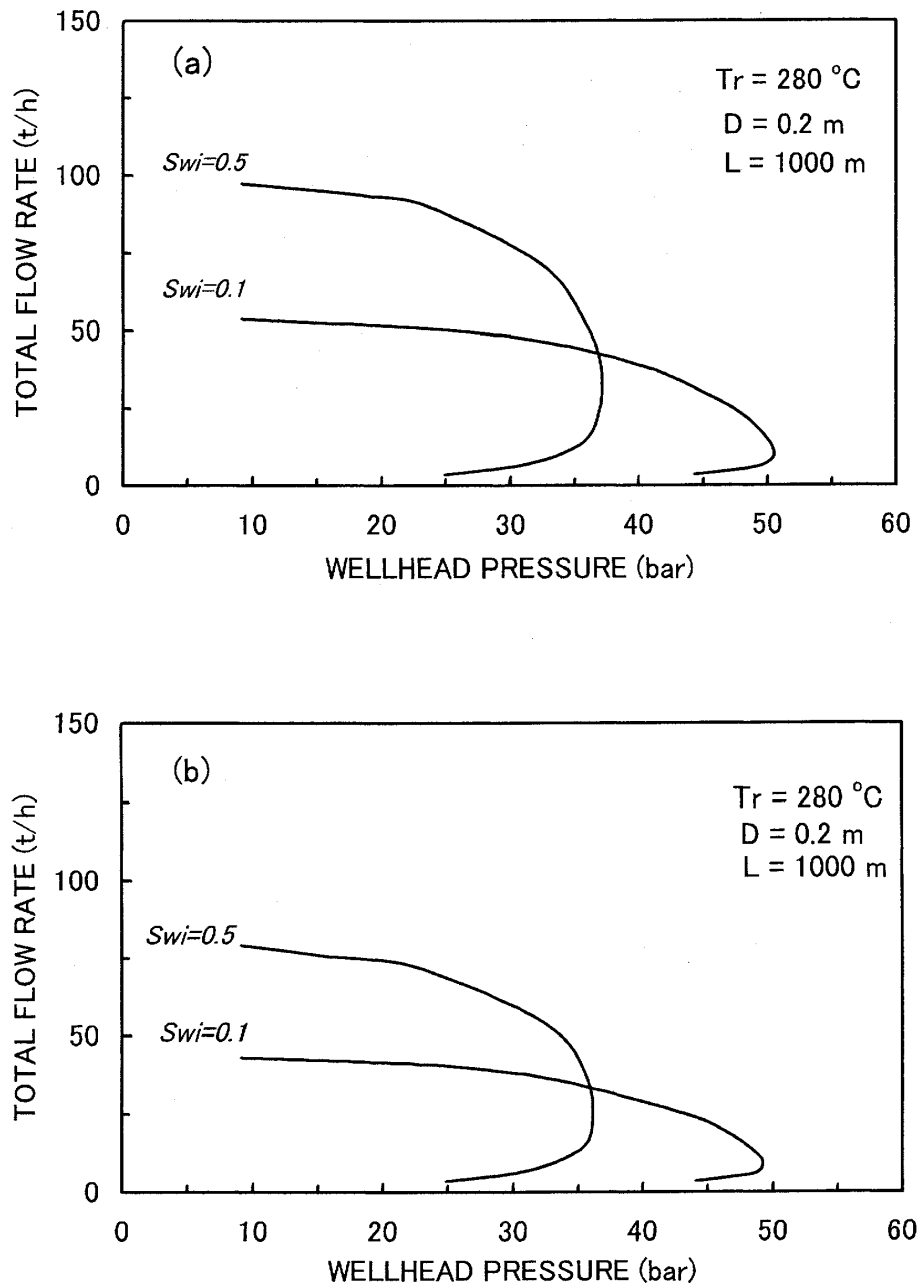 150
(a)
Tr = 280 °C
D = 0.2 m
L = 1000 m
100
Swi=0.5
Swi=0.1
50
0
TOTAL FLOW RATE (t/h)
0 10 20 30 40 50 60
WELLHEAD PRESSURE (bar)
150
(b)
Tr = 280 °C
D = 0.2 m
L = 1000 m
100
Swi=0.5
50
Swi=0.1
0
TOTAL FLOW RATE (t/h)
0 10 20 30 40 50 60
WELLHEAD PRESSURE (bar)